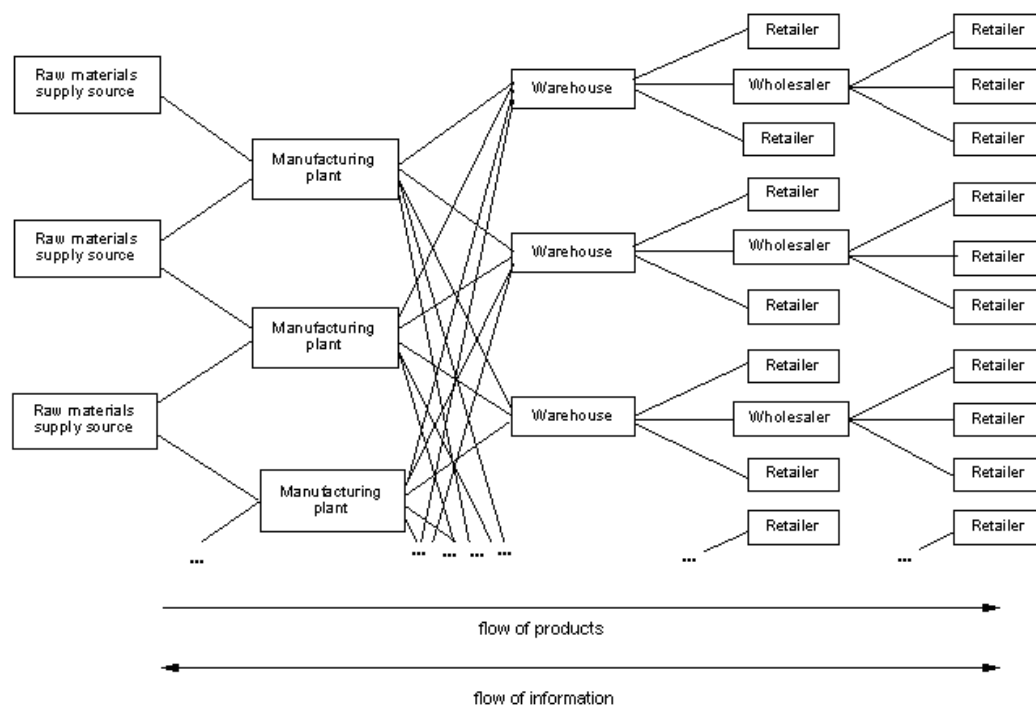 Retailer
Retailer
Raw materials
supply source
Warehouse
Wholesaler
Retailer
Retailer
Retailer
Manufacturing
plant
Retailer
Retailer
Raw materials
supply source
Warehouse
Wholesaler
Retailer
Retailer
Retailer
Manufacturing
plant
Retailer
Retailer
Raw materials
supply source
Warehouse
Wholesaler
Retailer
Retailer
Retailer
Manufacturing
plant
Retailer
Retailer
...
...
...
...
...
...
...
flow of products
flow of information